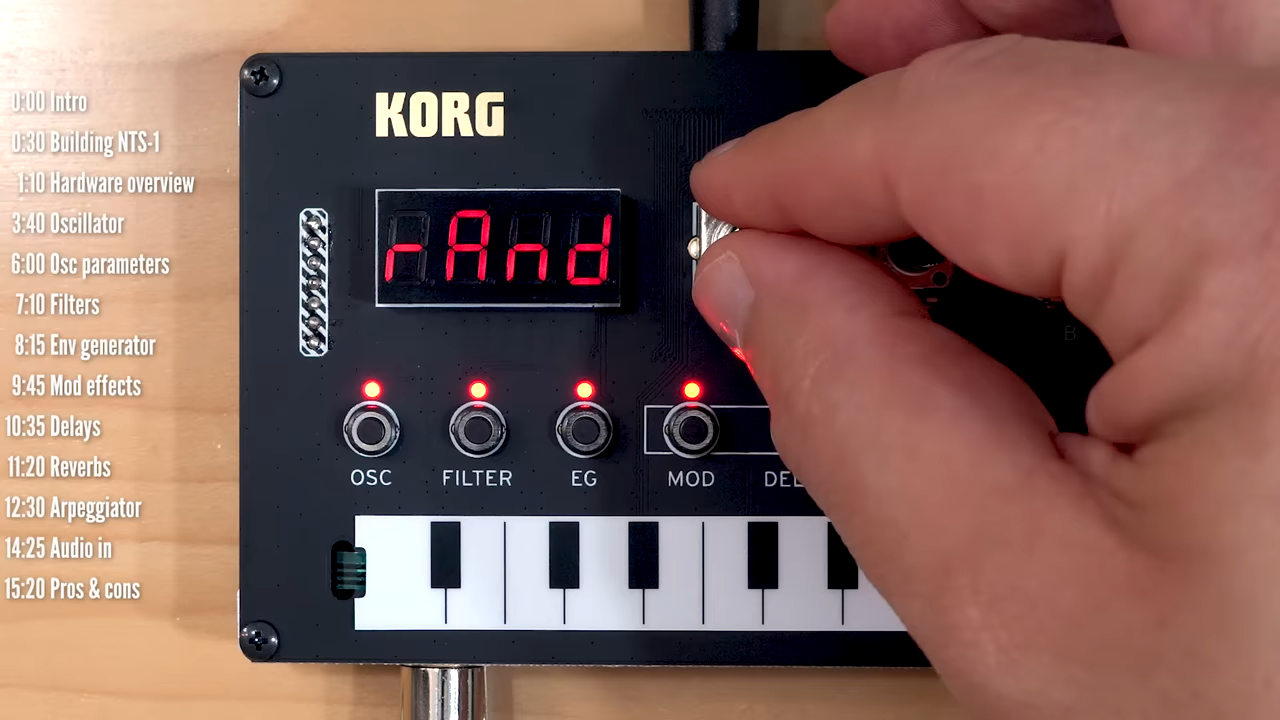 0:00 Intro
0:30 Building NTS-1
1:10 Hardware overview
3:40 Oscillator
6:00 Osc parameters
7:10 Filters
8:15 Env generator
9:45 Mod effects
10:35 Delays
11:20 Reverbs
12:30 Arpeggiator
14:25 Audio in
15:20 Pros & cons
KORG
rAnd
OSC FILTER EG MOD DEL
B